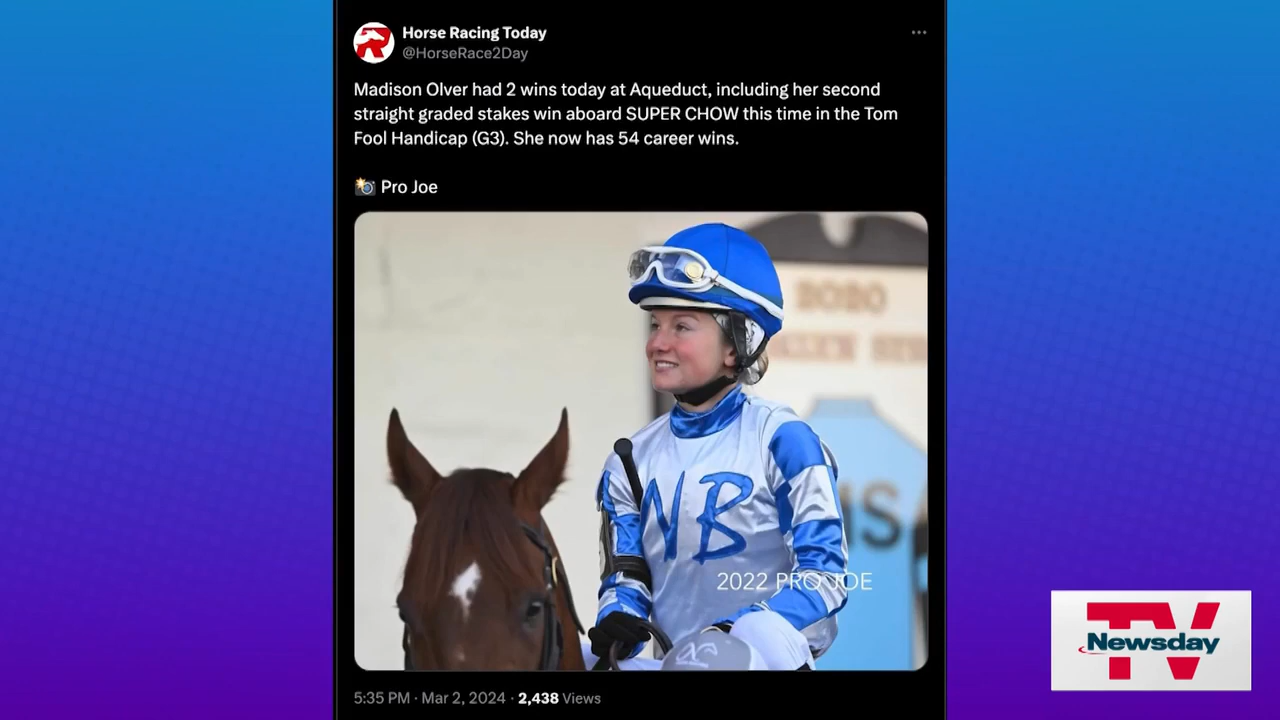 Horse Racing Today
@HorseRace2Day
Madison Olver had 2 wins today at Aqueduct, including her second
straight graded stakes win aboard SUPER CHOW this time in the Tom
Fool Handicap (G3). She now has 54 career wins.
📸 Pro Joe
2020
NB
2022 PRO JOE
5:35 PM · Mar 2, 2024 · 2,438 Views
TV
Newsday